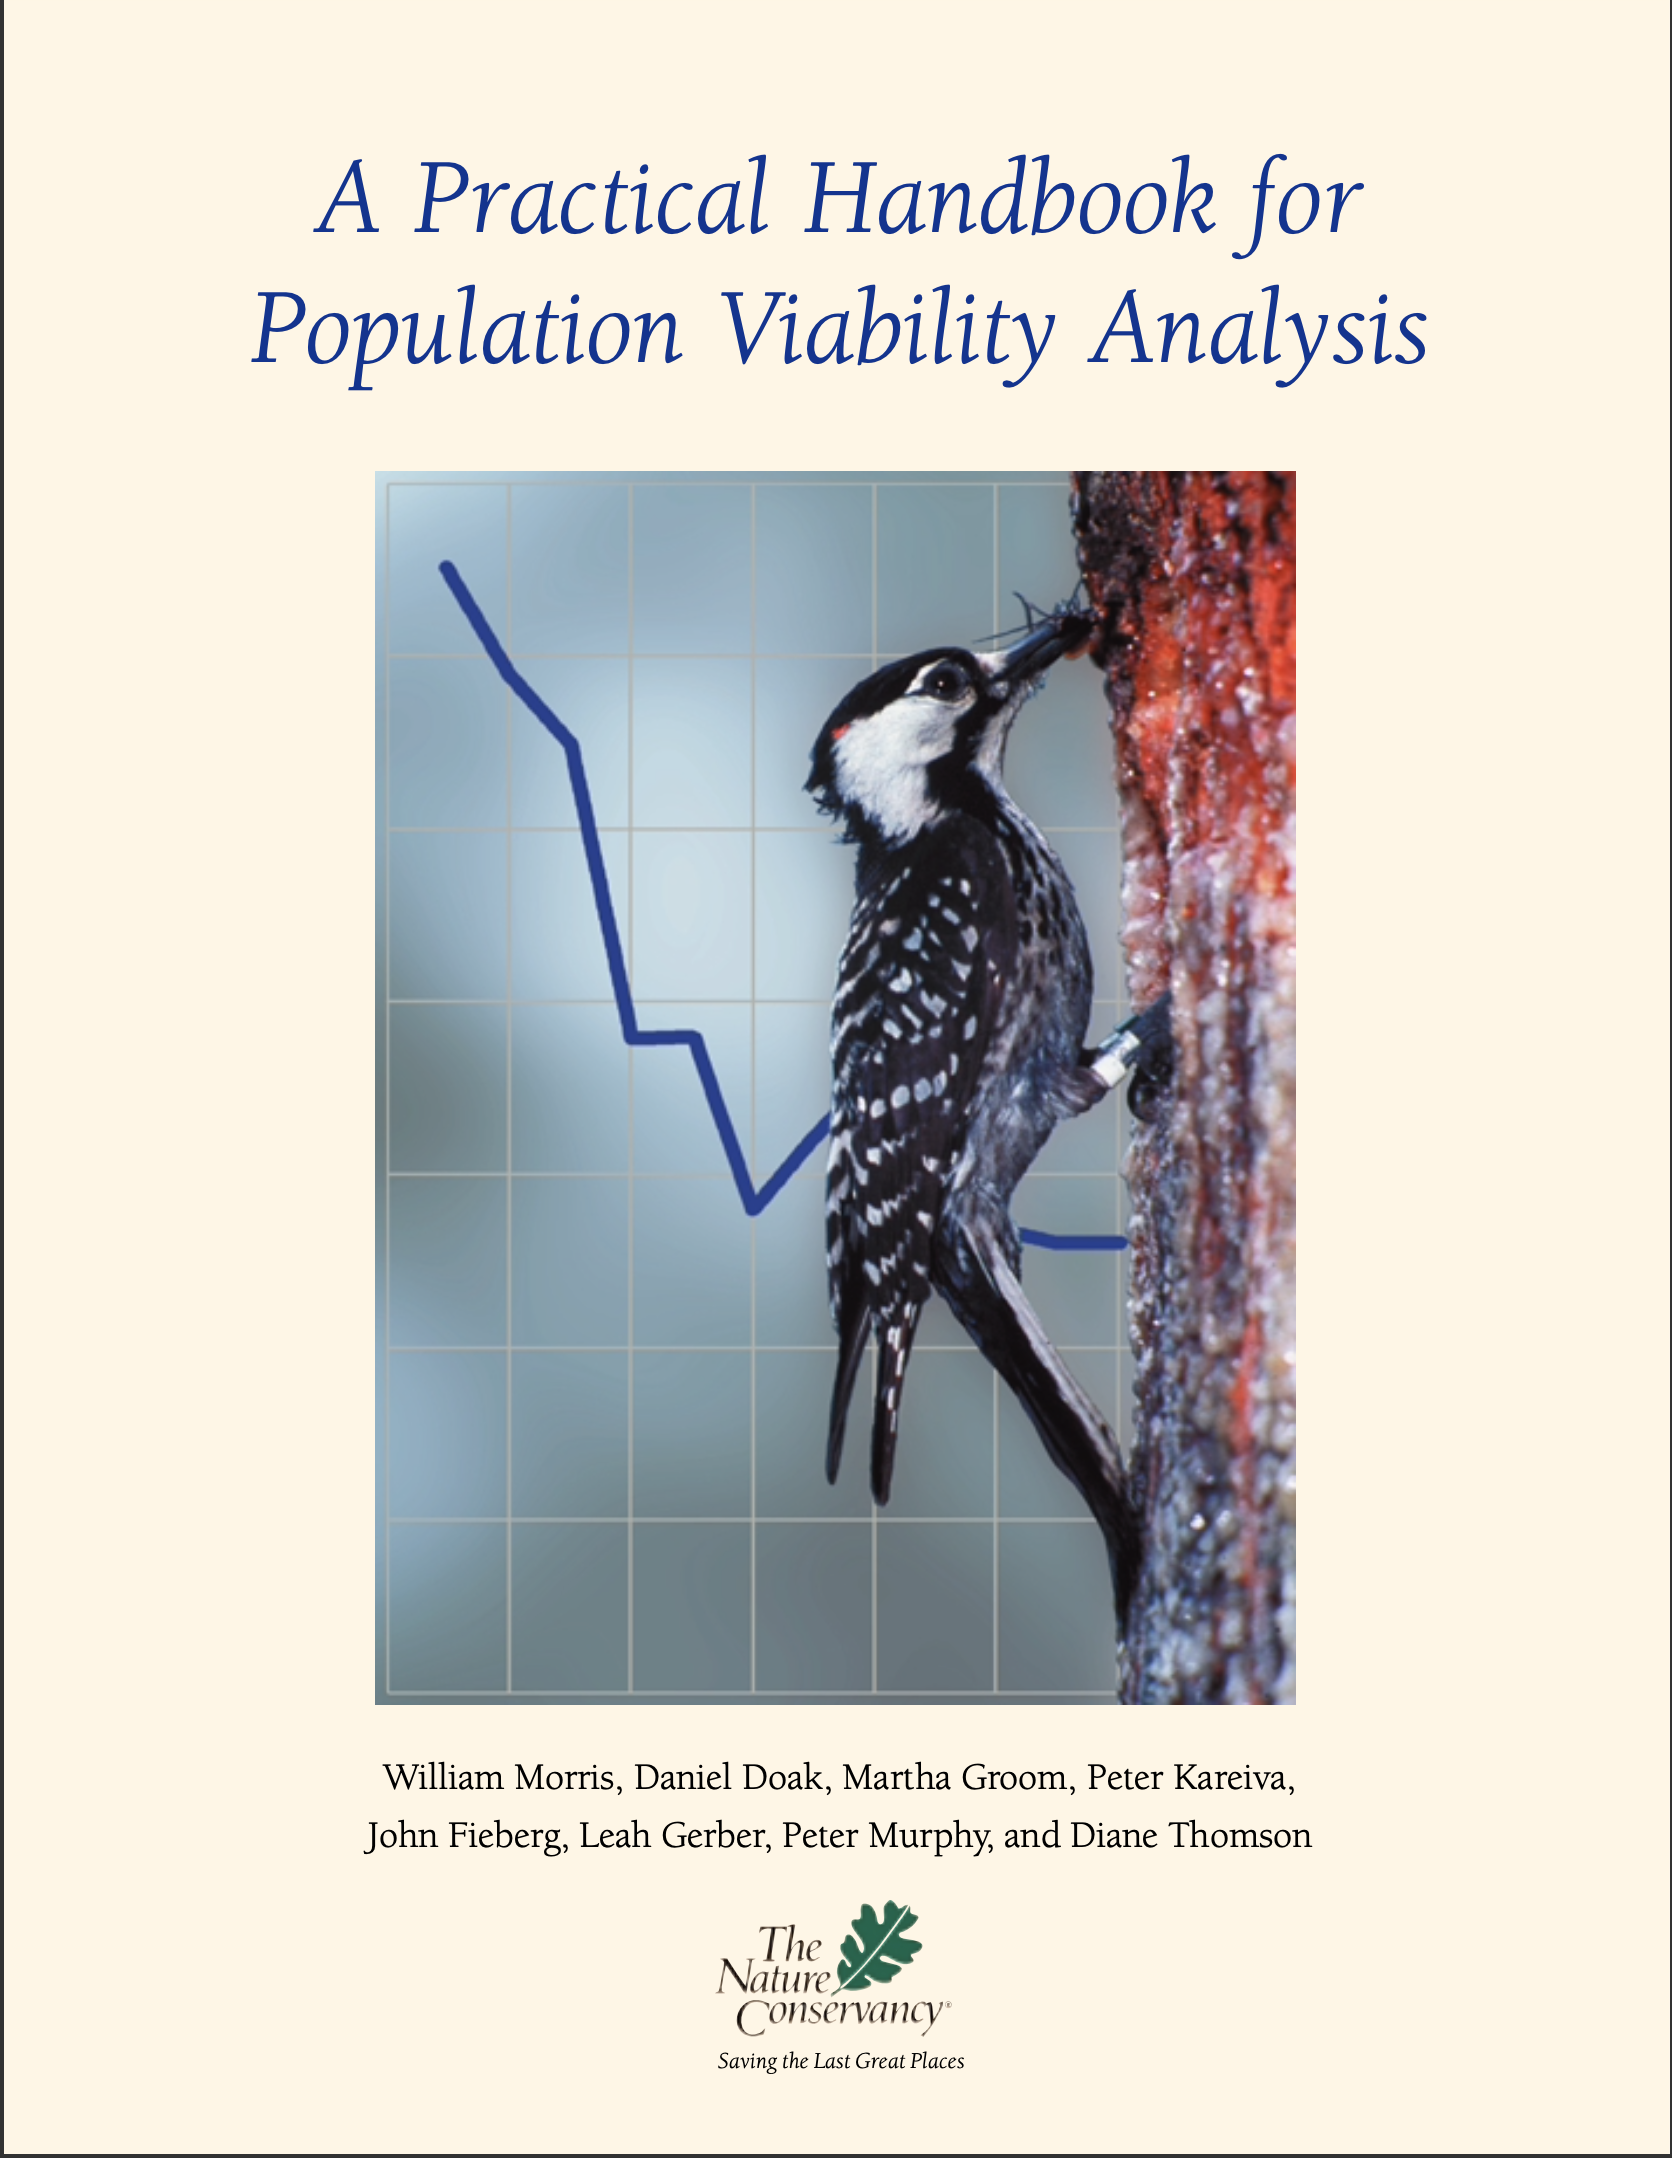 A Practical Handbook for
Population Viability Analysis
William Morris, Daniel Doak, Martha Groom, Peter Kareiva,
John Fieberg, Leah Gerber, Peter Murphy, and Diane Thomson
The
Nature
Conservancy®
Saving the Last Great Places